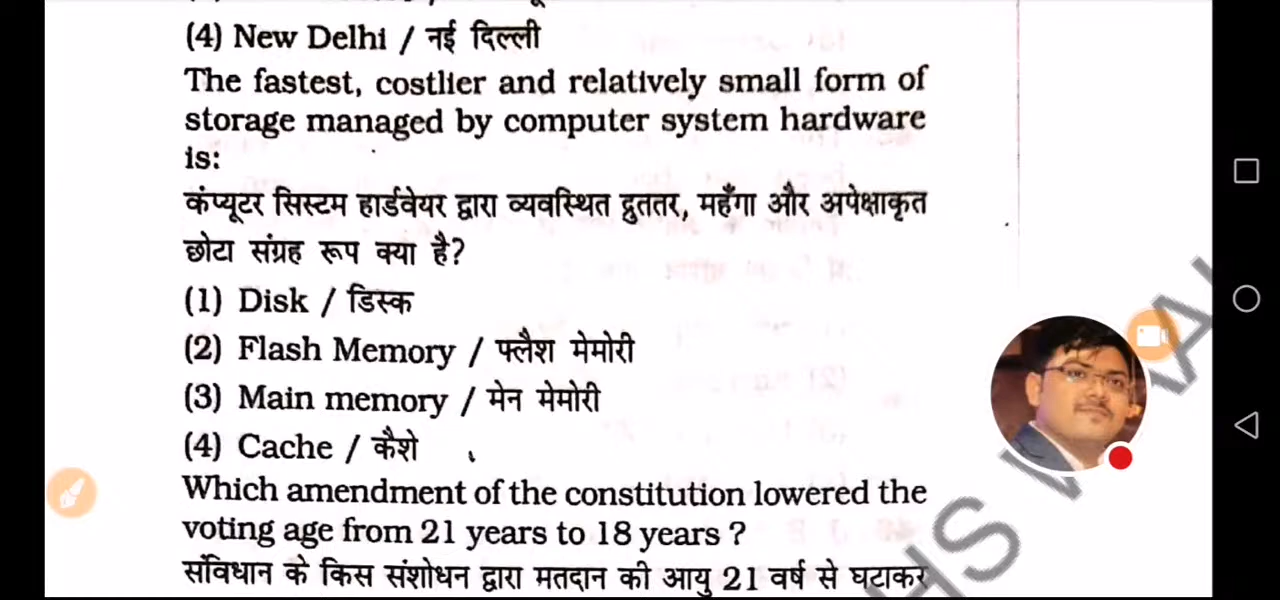 (4) New Delhi / नई दिल्ली
The fastest, costlier and relatively small form of
storage managed by computer system hardware
is:
कंप्यूटर सिस्टम हार्डवेयर द्वारा व्यवस्थित द्रुततर, महँगा और अपेक्षाकृत
छोटा संग्रह रूप क्या है?
(1) Disk / डिस्क
(2) Flash Memory / फ्लैश मेमोरी
(3) Main memory / मेन मेमोरी
(4) Cache / कैशे
Which amendment of the constitution lowered the
voting age from 21 years to 18 years ?
संविधान के किस संशोधन द्वारा मतदान की आयु 21 वर्ष से घटाकर